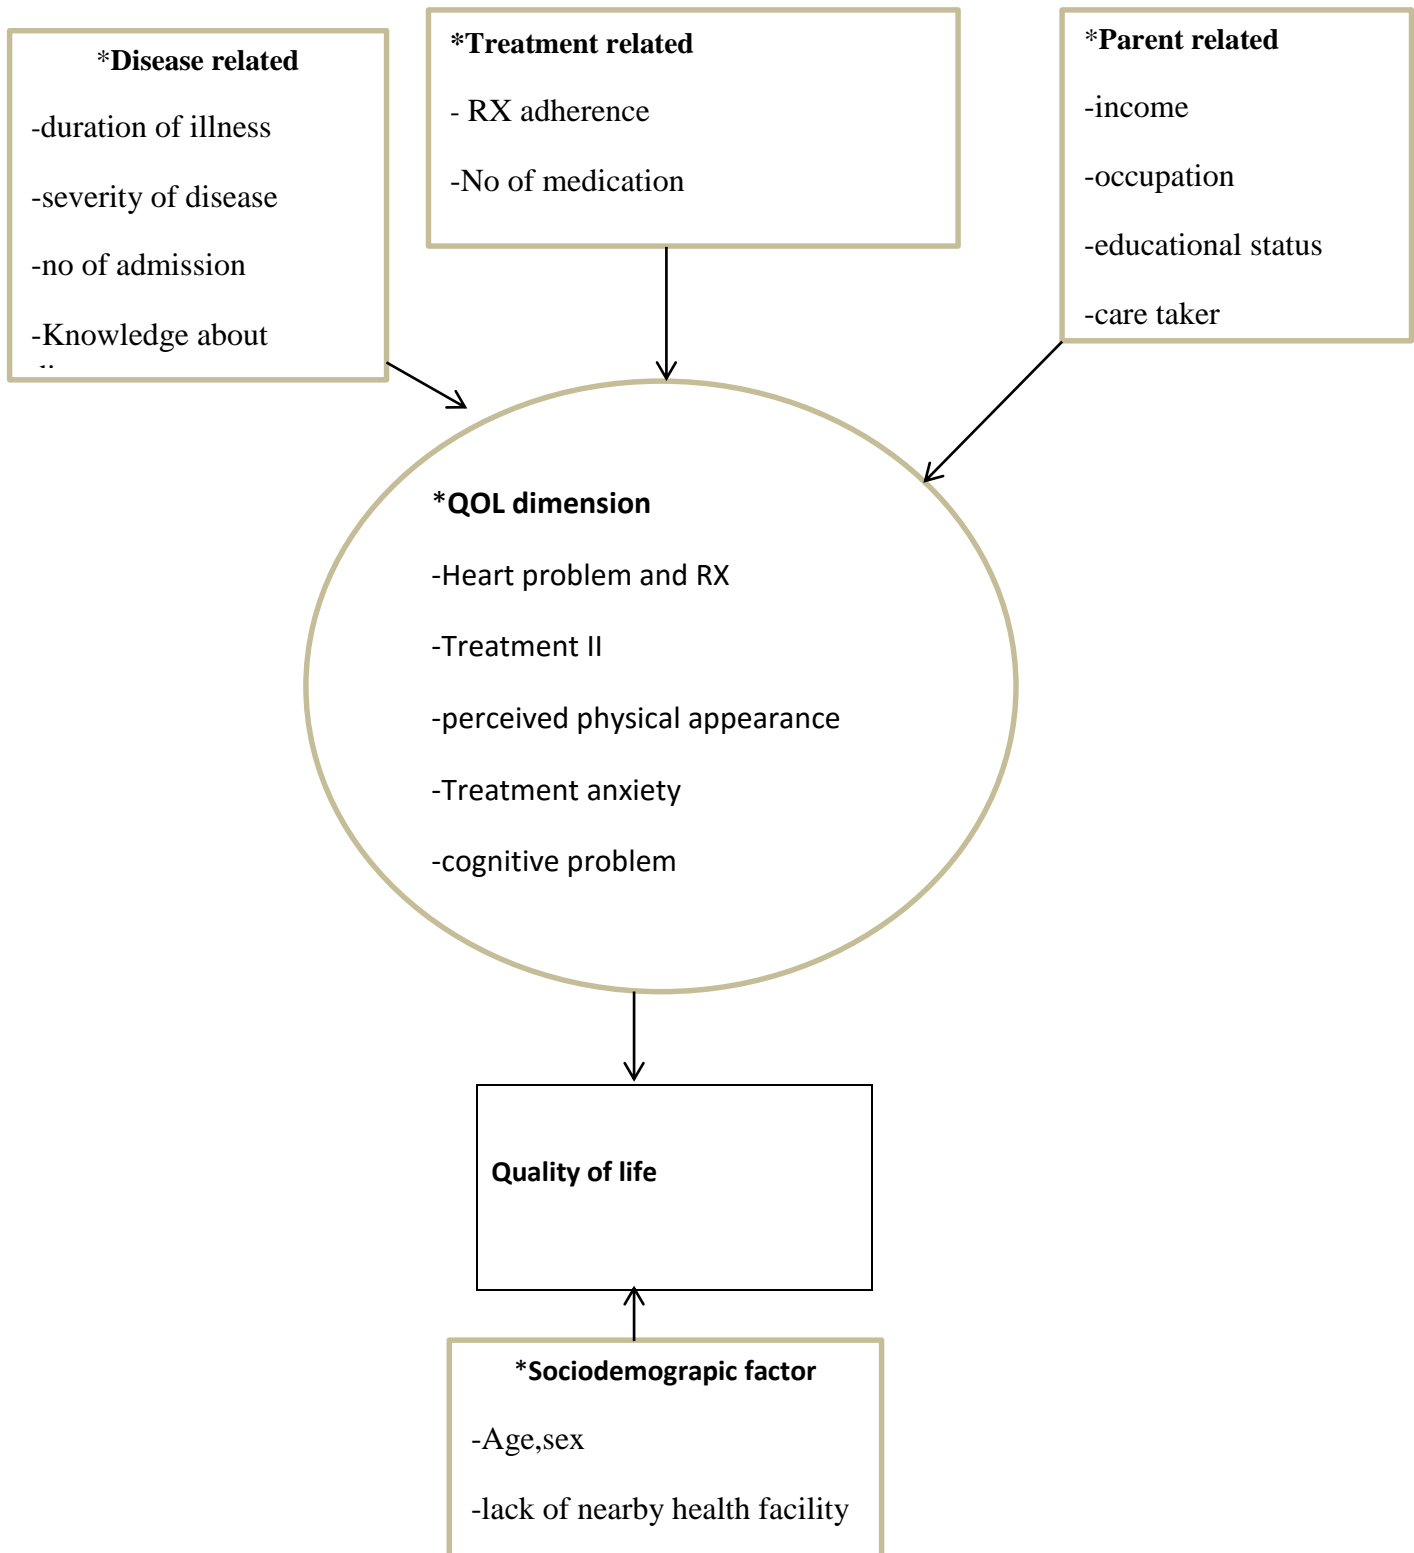 *Disease related
-duration of illness
-severity of disease
-no of admission
-Knowledge about
*Treatment related
- RX adherence
-No of medication
*Parent related
-income
-occupation
-educational status
-care taker
*QOL dimension
-Heart problem and RX
-Treatment II
-perceived physical appearance
-Treatment anxiety
-cognitive problem
Quality of life
*Sociodemograpic factor
-Age,sex
-lack of nearby health facility